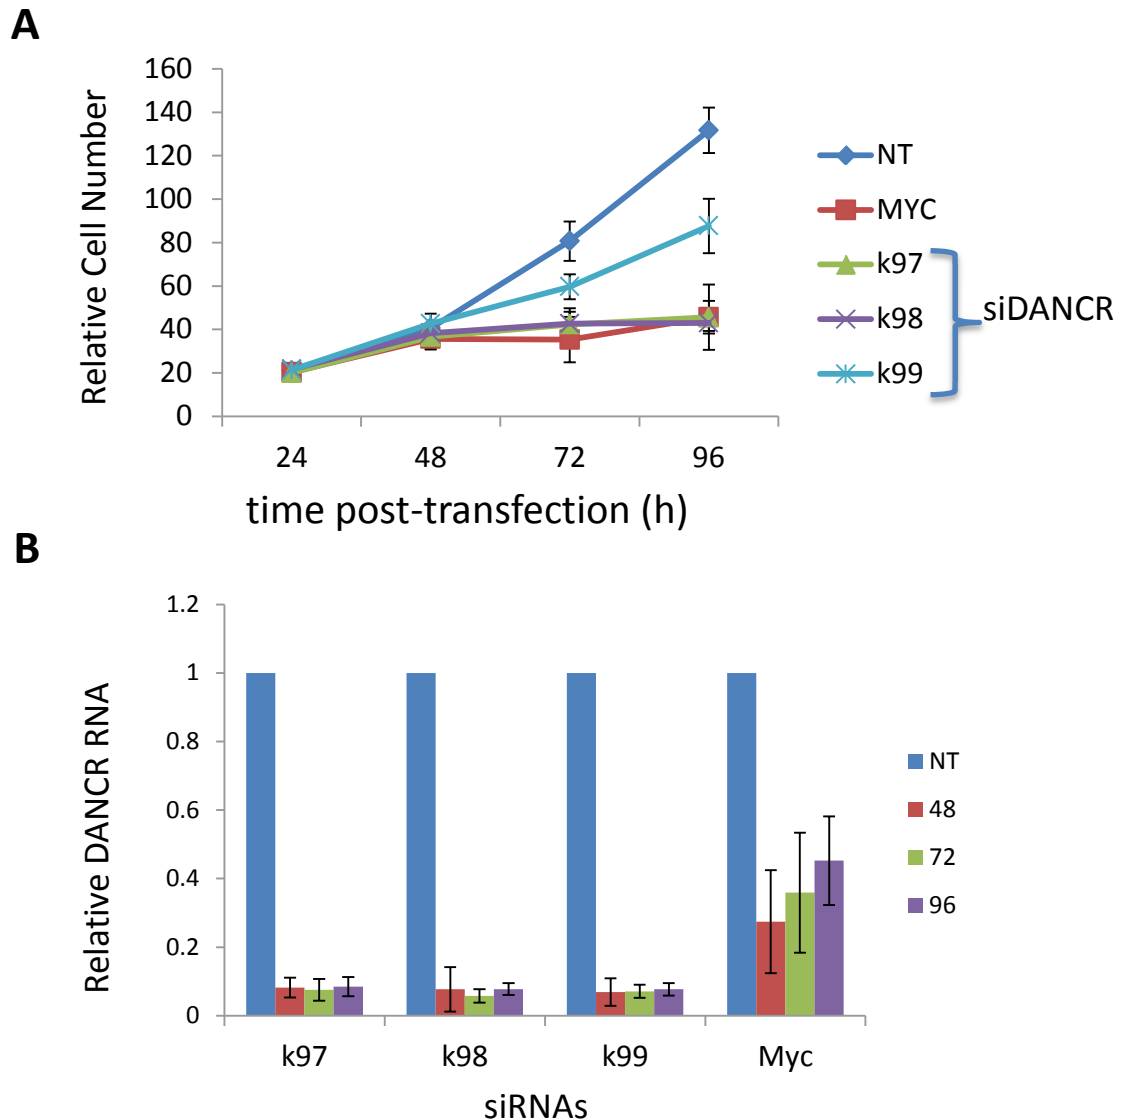 A
160
140
120
100
80
60
40
20
0
Relative Cell Number
24 48 72 96
time post-transfection (h)
NT
MYC
k97
k98
k99
siDANCR
B
1.2
1
0.8
0.6
0.4
0.2
0
Relative DANCR RNA
k97 k98 k99 Myc
siRNAs
NT
48
72
96